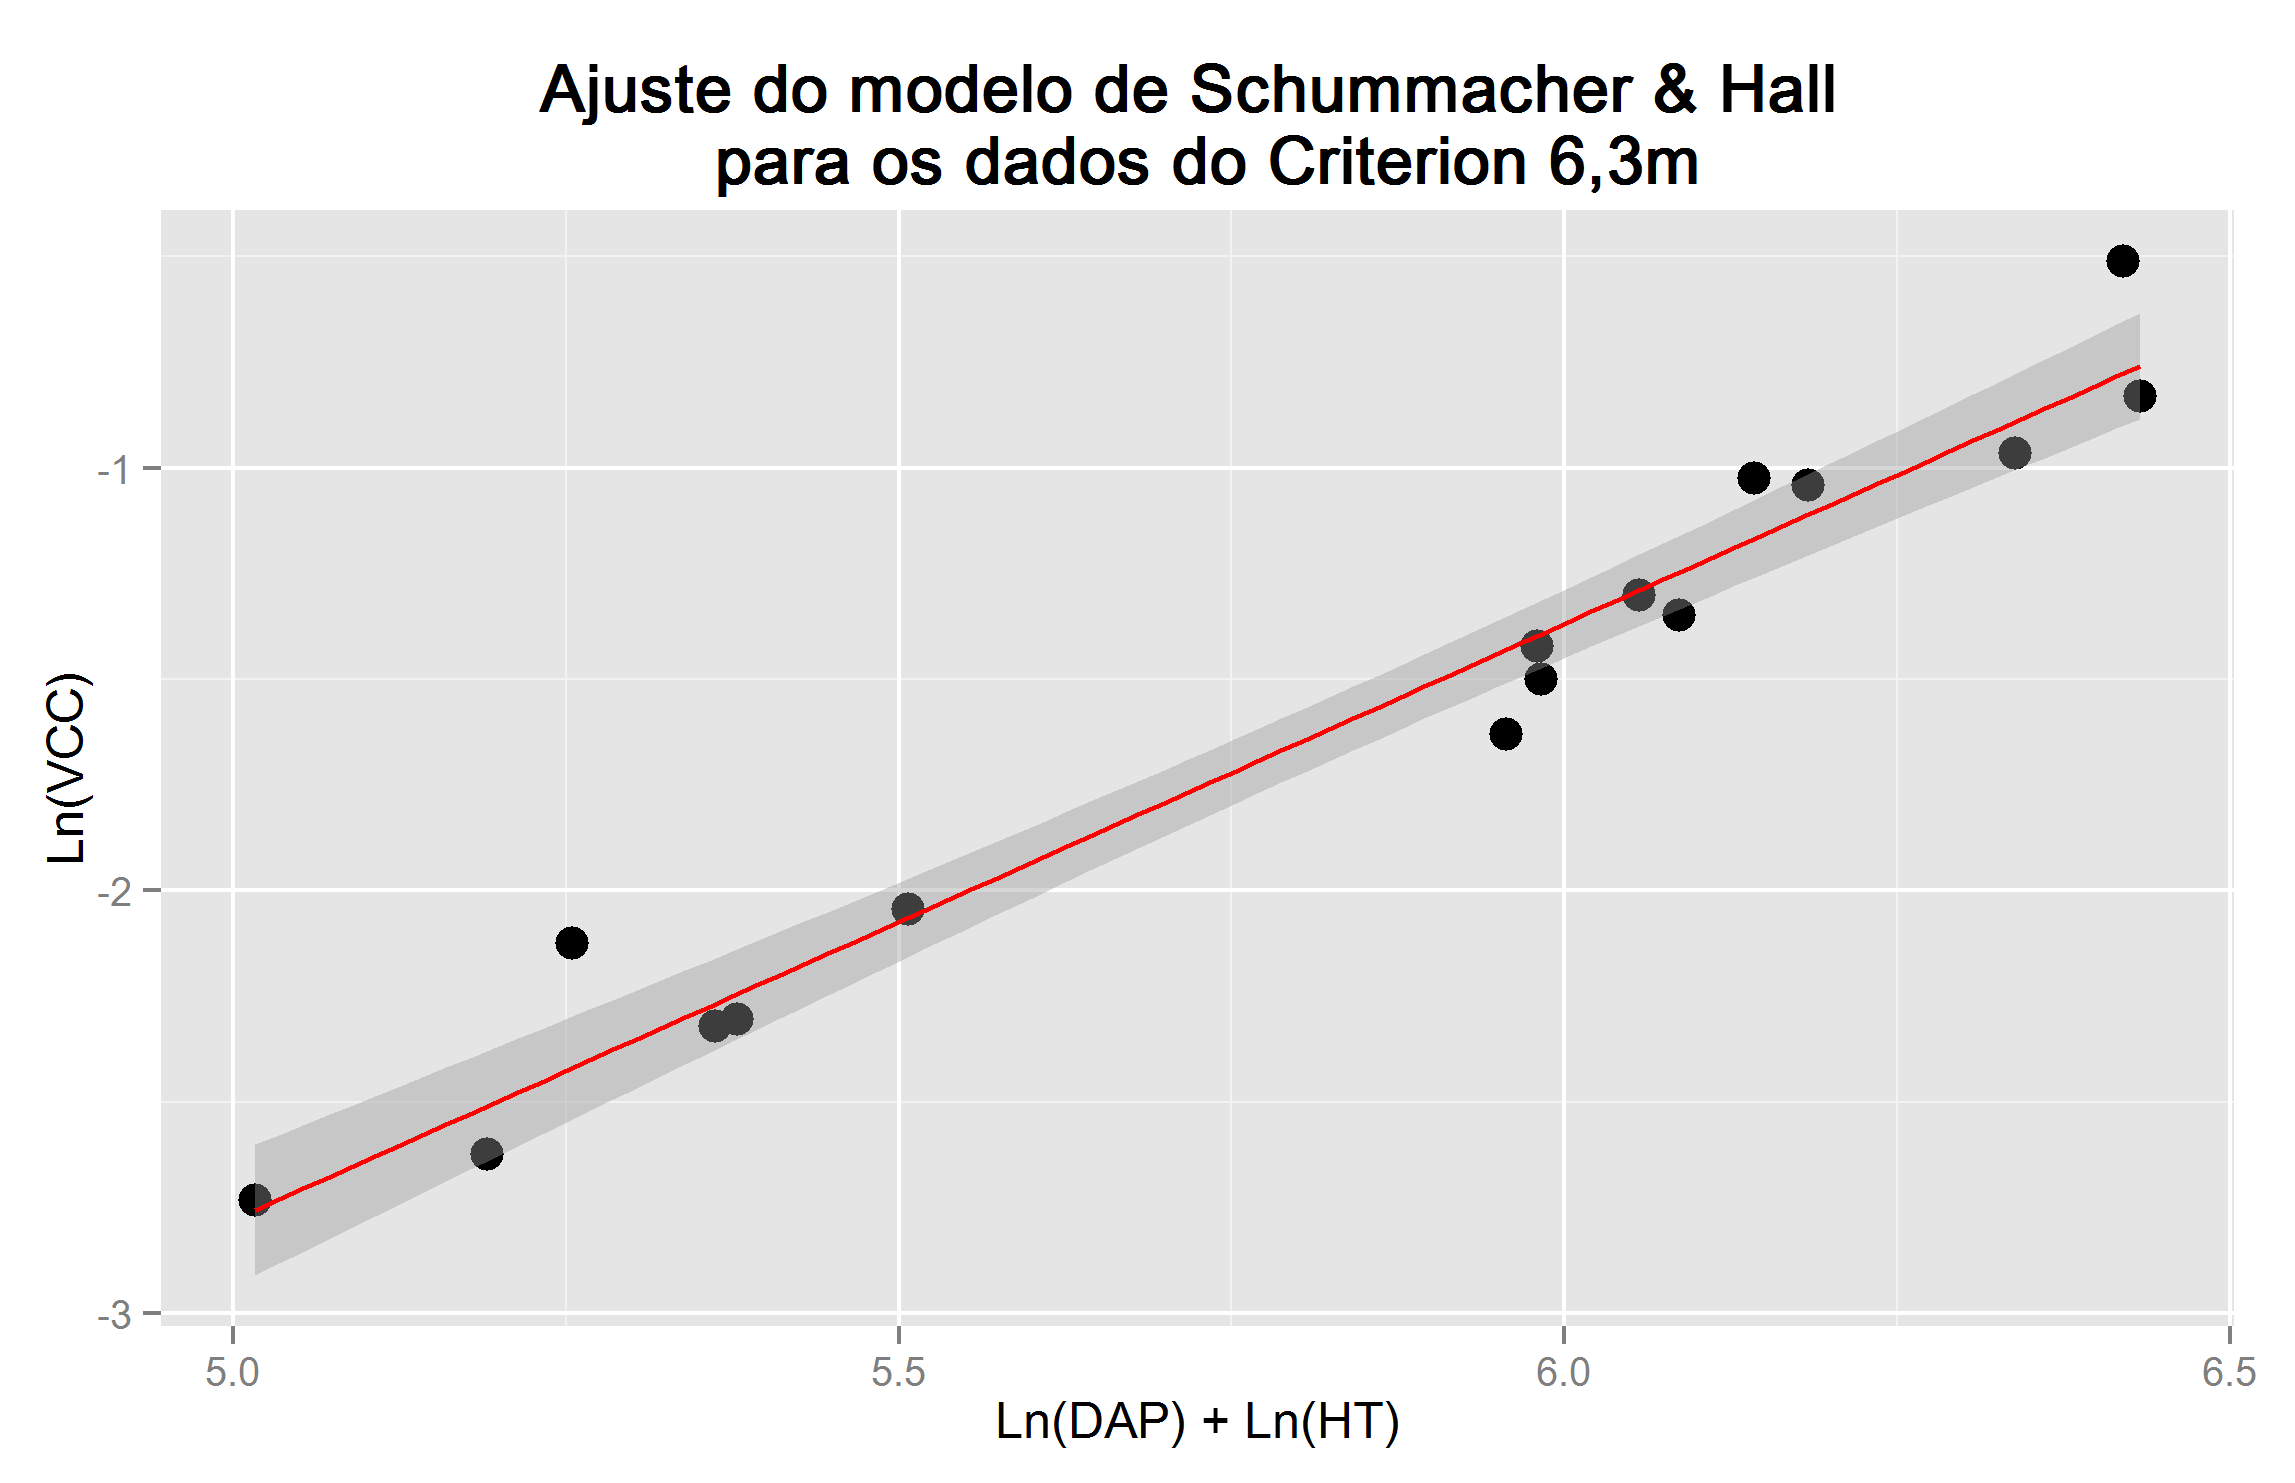 Ajuste do modelo de Schummacher & Hall
para os dados do Criterion 6,3m
Ln(VCC)
-1
-2
-3
5.0
5.5
6.0
6.5
Ln(DAP) + Ln(HT)